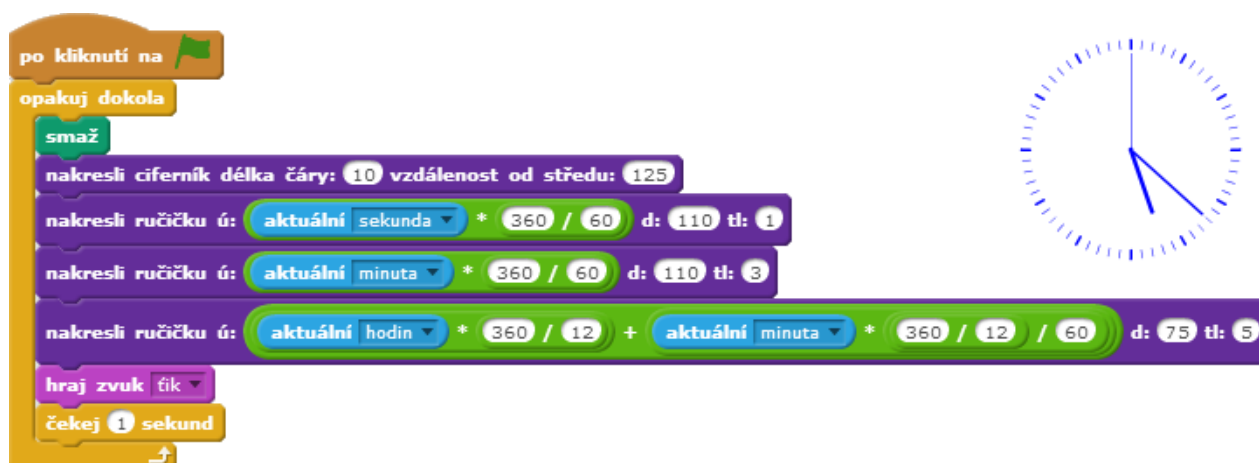 po kliknutí na
opakuj dokola
smaž
nakresli ciferník délka čáry: 10 vzdálenost od středu: 125
nakresli ručičku ú: aktuální sekunda * 360 / 60 d: 110 tl: 1
nakresli ručičku ú: aktuální minuta * 360 / 60 d: 110 tl: 3
nakresli ručičku ú: aktuální hodin * 360 / 12 + aktuální minuta * 360 / 12 / 60 d: 75 tl: 5
hraj zvuk ťik
čekej 1 sekund